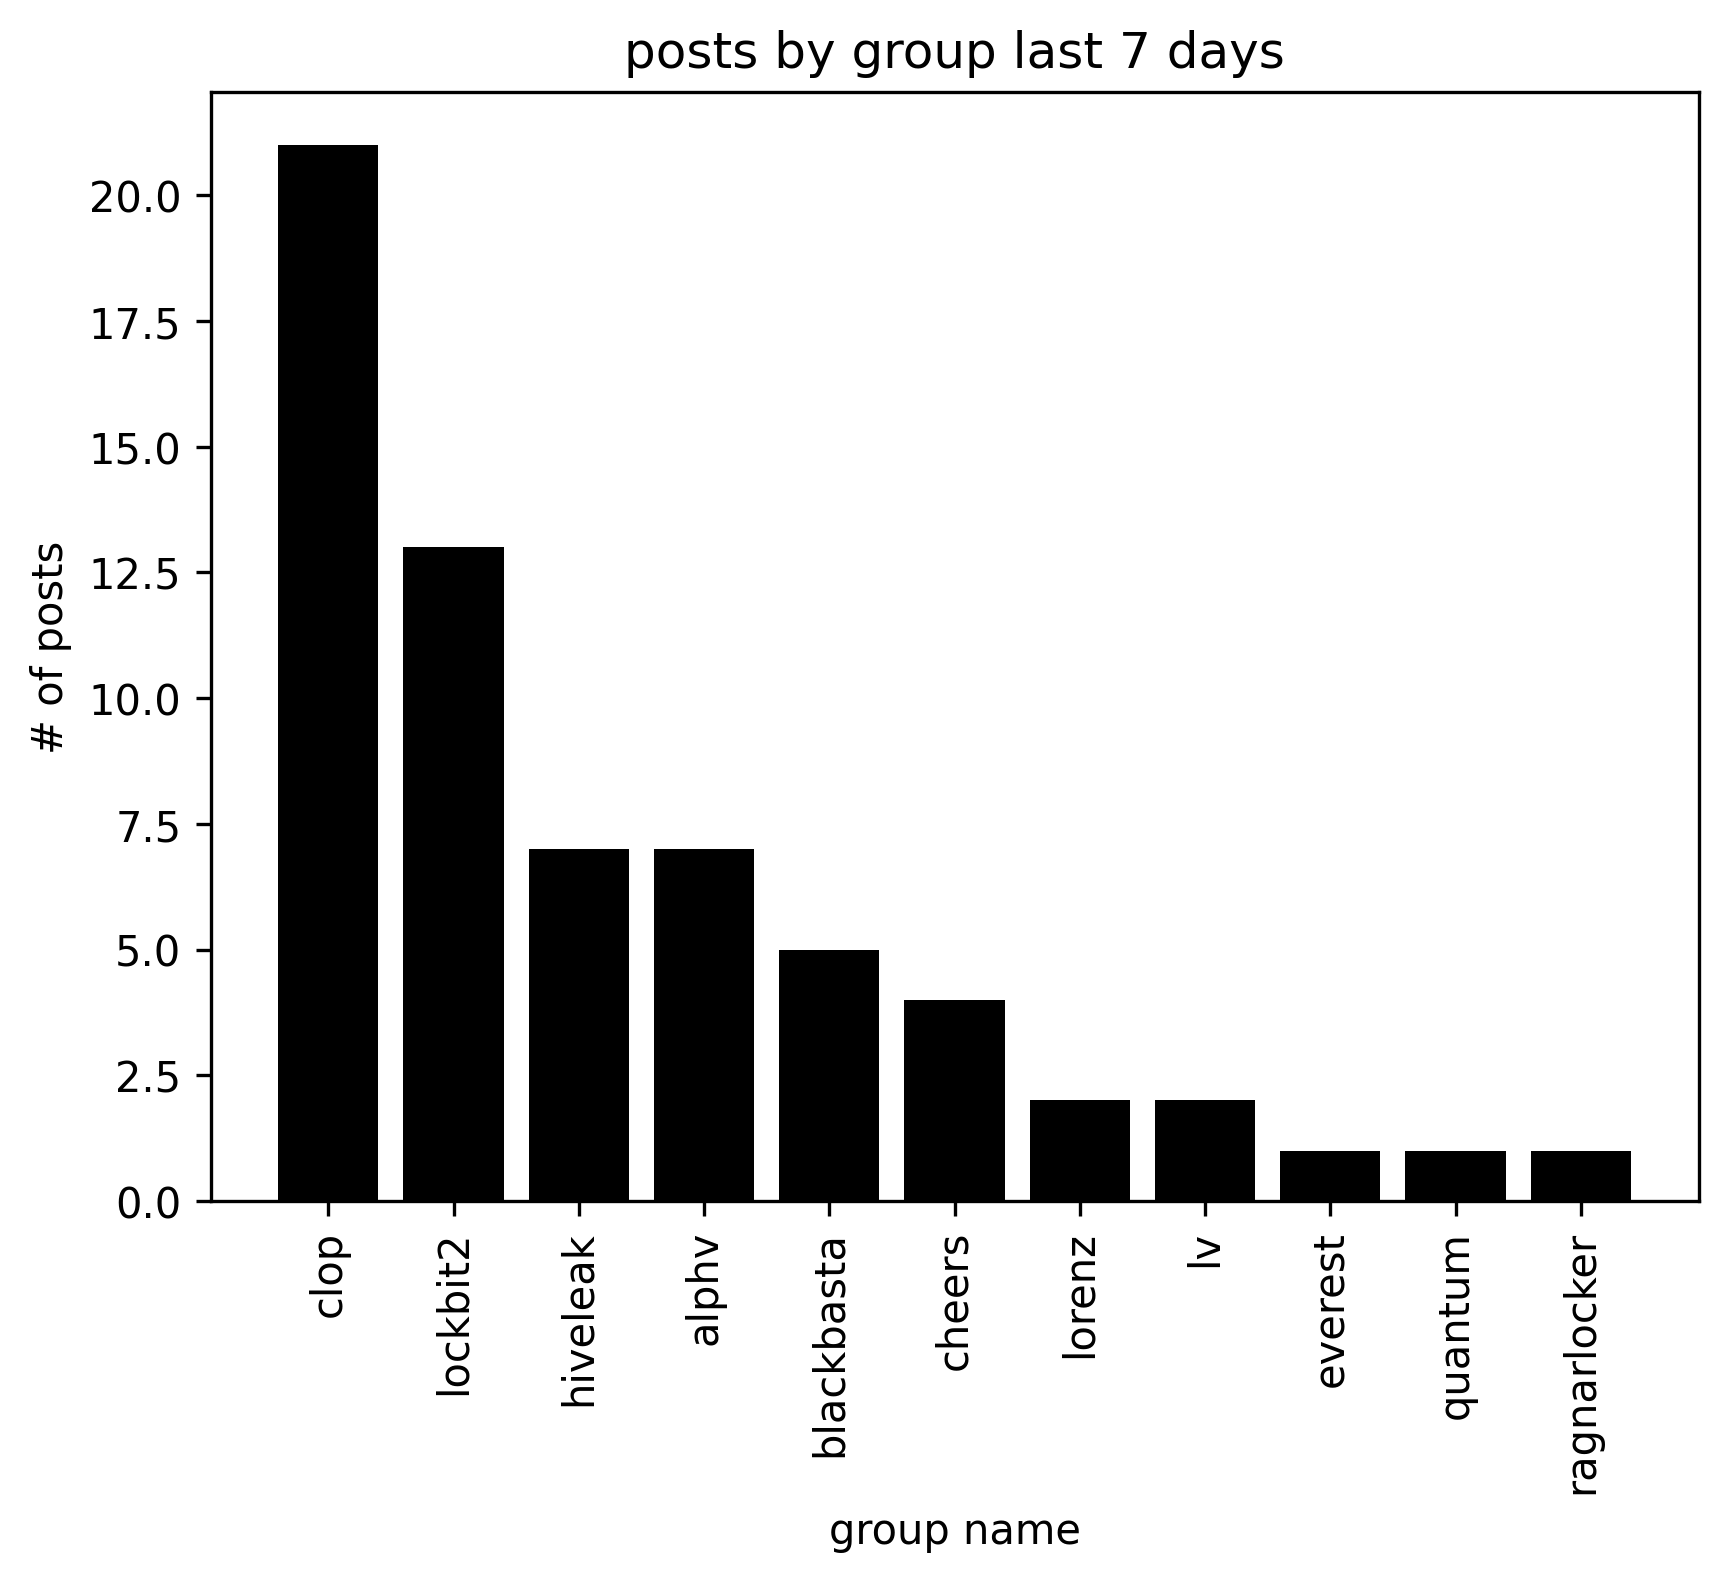 posts by group last 7 days
# of posts
20.0
17.5
15.0
12.5
10.0
7.5
5.0
2.5
0.0
clop
lockbit2
hiveleak
alphv
blackbasta
cheers
lorenz
lv
everest
quantum
ragnarlocker
group name